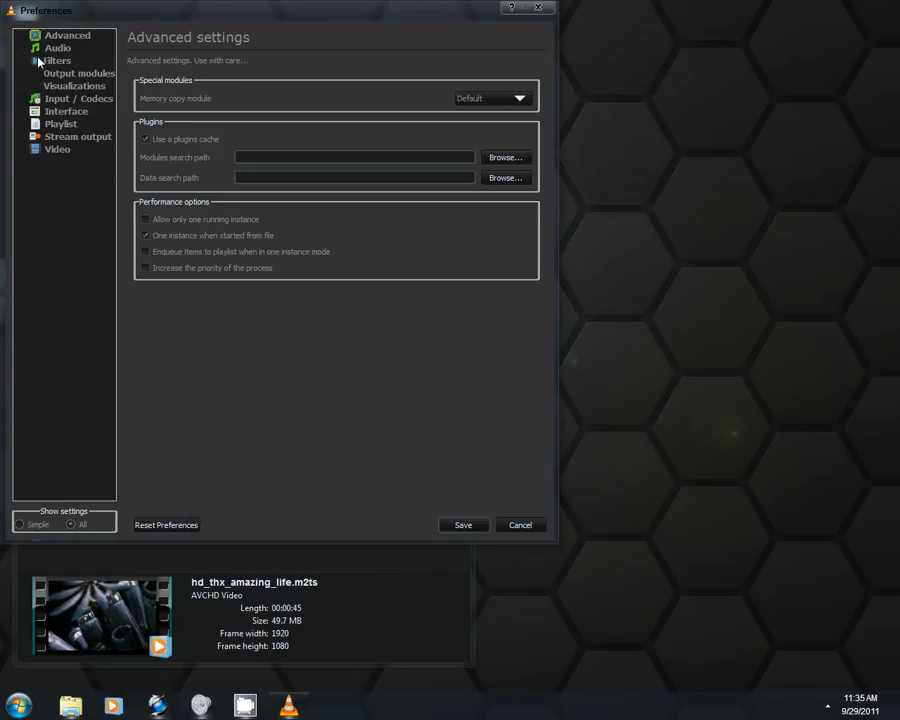 Preferences
?
Advanced
Audio
Filters
Output modules
Visualizations
Input / Codecs
Interface
Playlist
Stream output
Video
Show settings
Simple All
Advanced settings
Advanced settings. Use with care...
Special modules
Memory copy module Default
Plugins
Use a plugins cache
Modules search path Browse...
Data search path Browse...
Performance options
Allow only one running instance
One instance when started from file
Enqueue items to playlist when in one instance mode
Increase the priority of the process
Reset Preferences Save Cancel
hd_thx_amazing_life.m2ts
AVCHD Video
Length: 00:00:45
Size: 49.7 MB
Frame width: 1920
Frame height: 1080
11:35 AM
9/29/2011